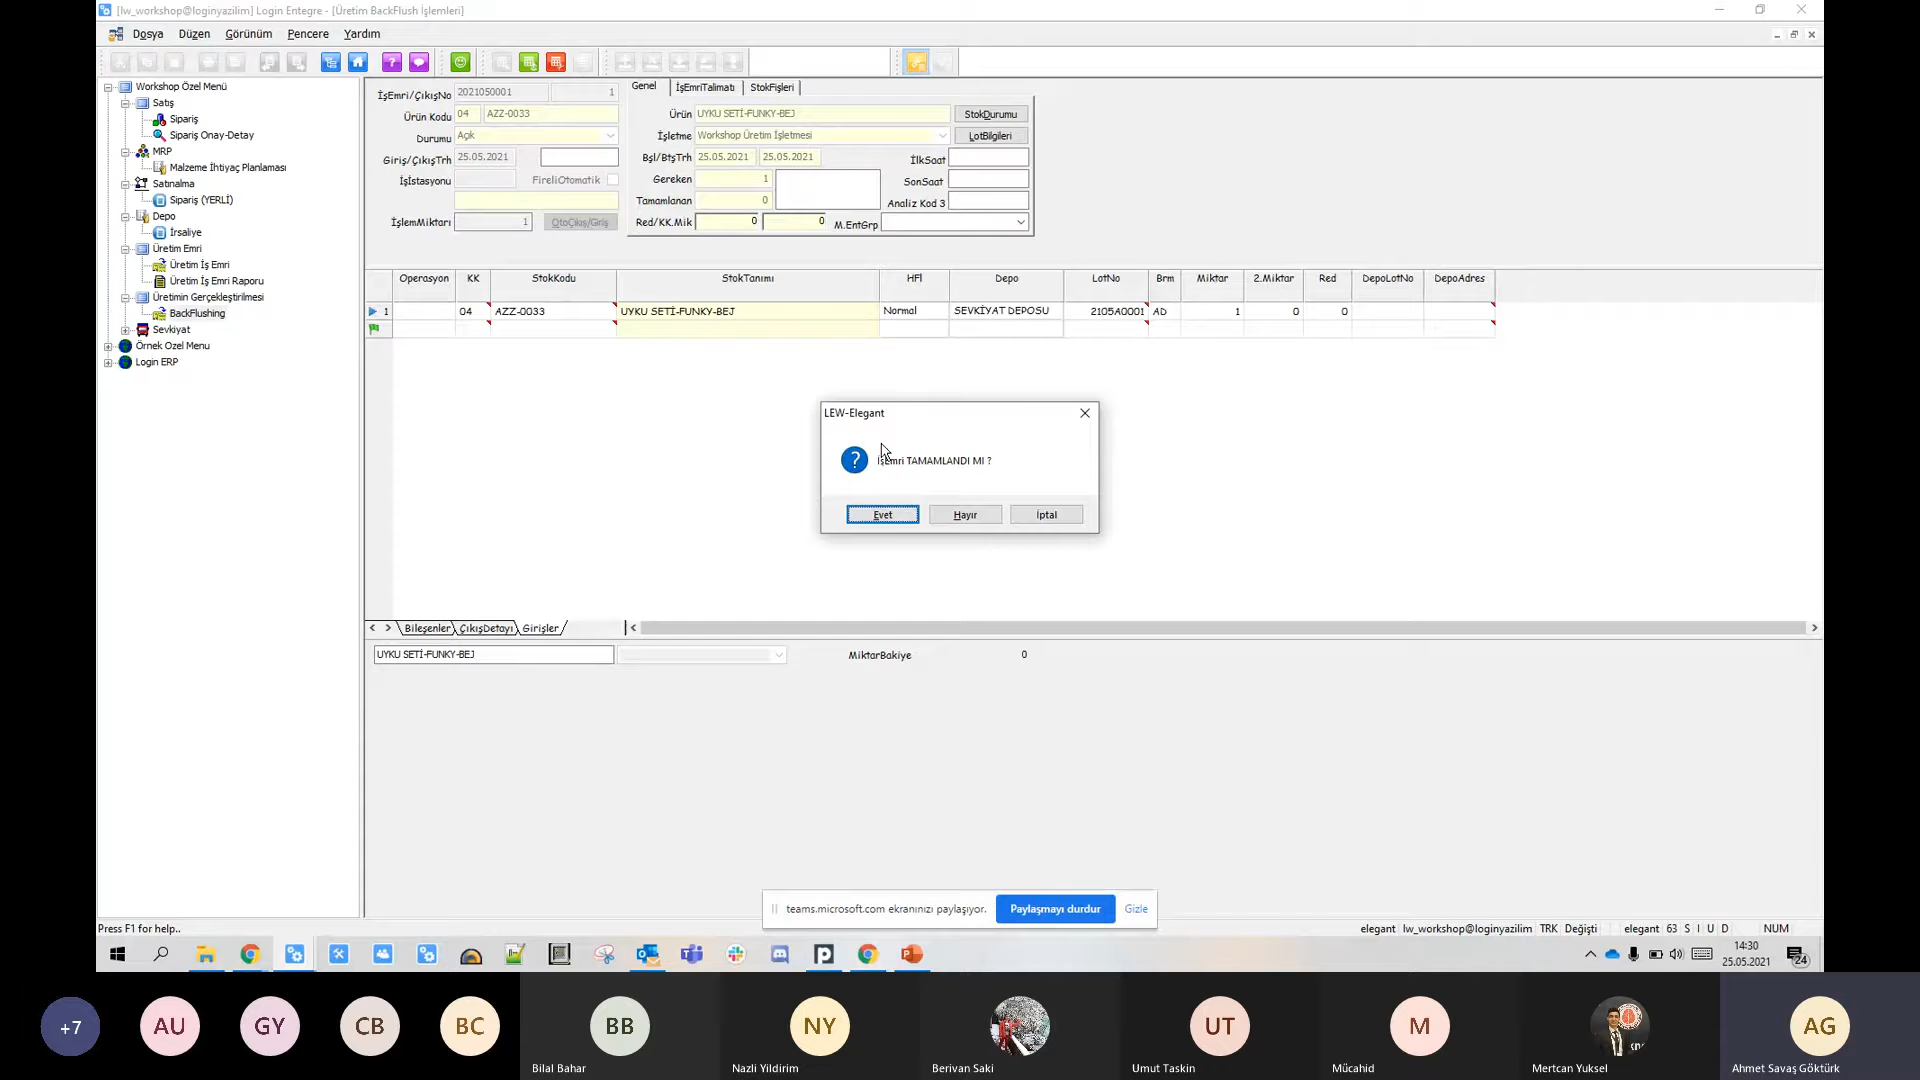 [lw_workshop@loginyazilim] Login Entegre - [Üretim BackFlush İşlemleri]
Dosya Düzen Görünüm Pencere Yardım
Workshop Özel Menü
Satış
Sipariş
Sipariş Onay-Detay
MRP
Malzeme İhtiyaç Planlaması
Satınalma
Sipariş (YERLİ)
Depo
İrsaliye
Üretim Emri
Üretim İş Emri
Üretim İş Emri Raporu
Üretimin Gerçekleştirilmesi
BackFlushing
Sevkiyat
Örnek Ozel Menu
Login ERP
İşEmri/ÇıkışNo 2021050001 1
Ürün Kodu 04 AZZ-0033
Durumu Açık
Giriş/ÇıkışTrh 25.05.2021
İşİstasyonu FireliOtomatik
İşlemMiktarı 1 OtoÇıkış/Giriş
Genel İşEmriTalimatı StokFişleri
Ürün UYKU SETİ-FUNKY-BEJ StokDurumu
İşletme Workshop Üretim İşletmesi LotBilgileri
Bşl/BtşTrh 25.05.2021 25.05.2021 İlkSaat
Gereken 1 SonSaat
Tamamlanan 0 Analiz Kod 3
Red/KK.Mik 0 0 M.EntGrp
Operasyon KK StokKodu StokTanımı HFİ Depo LotNo Brm Miktar 2.Miktar Red DepoLotNo DepoAdres
1 04 AZZ-0033 UYKU SETİ-FUNKY-BEJ Normal SEVKİYAT DEPOSU 2105A0001 AD 1 0 0
LEW-Elegant
İşEmri TAMAMLANDI MI ?
Evet Hayır İptal
Bileşenler ÇıkışDetayı Girişler
UYKU SETİ-FUNKY-BEJ MiktarBakiye 0
teams.microsoft.com ekranınızı paylaşıyor. Paylaşmayı durdur Gizle
Press F1 for help.. elegant lw_workshop@loginyazilim TRK Değişti elegant 63 S I U D NUM
14:30
25.05.2021
24
+7 AU GY CB BC BB NY UT M AG
Bilal Bahar Nazli Yildirim Berivan Saki Umut Taskin Mücahid Mertcan Yuksel Ahmet Savaş Göktürk